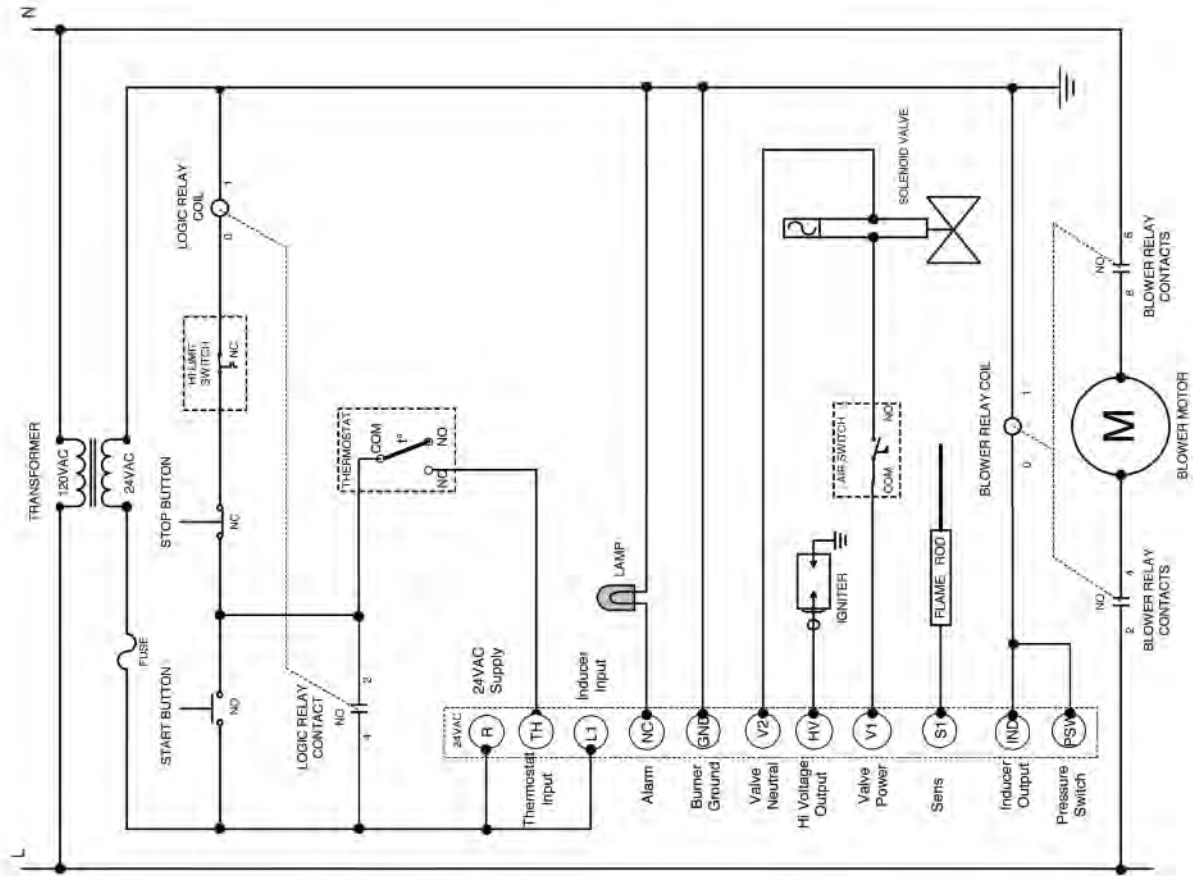 L
N
TRANSFORMER
120VAC
24VAC
FUSE
START BUTTON
NO
STOP BUTTON
NC
HI-LIMIT
SWITCH
NC
LOGIC RELAY
COIL
0
1
LOGIC RELAY
CONTACT
NO
4
2
THERMOSTAT
COM
t°
NO
NC
24VAC
R
24VAC
Supply
TH
Thermostat
Input
L1
Inducer
Input
NC
Alarm
LAMP
GND
Burner
Ground
V2
Valve
Neutral
HV
Hi Voltage
Output
IGNITER
V1
Valve
Power
AIR SWITCH
COM
NO
SOLENOID VALVE
S1
Sens
FLAME ROD
IND
Inducer
Output
BLOWER RELAY COIL
0
1
PSW
Pressure
Switch
NO
2
4
BLOWER RELAY
CONTACTS
M
BLOWER MOTOR
NO
8
6
BLOWER RELAY
CONTACTS